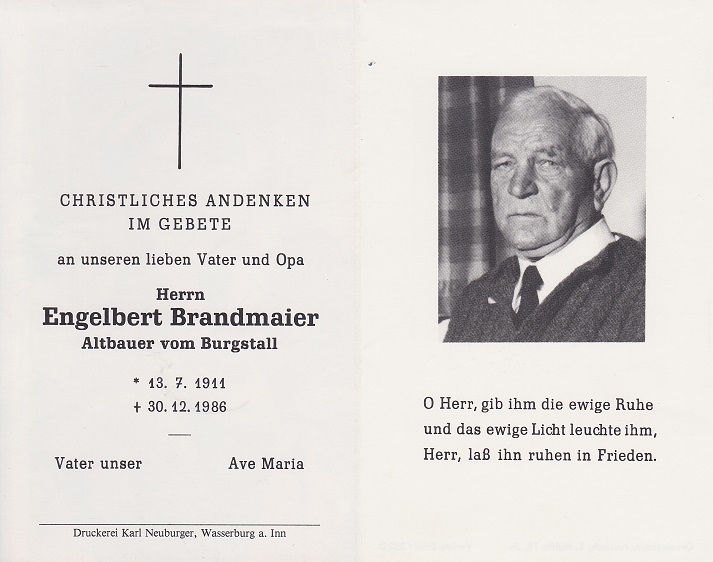 CHRISTLICHES ANDENKEN
IM GEBETE
an unseren lieben Vater und Opa
Herrn
Engelbert Brandmaier
Altbauer vom Burgstall
* 13. 7. 1911
† 30. 12. 1986
Vater unser Ave Maria
Druckerei Karl Neuburger, Wasserburg a. Inn
O Herr, gib ihm die ewige Ruhe
und das ewige Licht leuchte ihm,
Herr, laß ihn ruhen in Frieden.